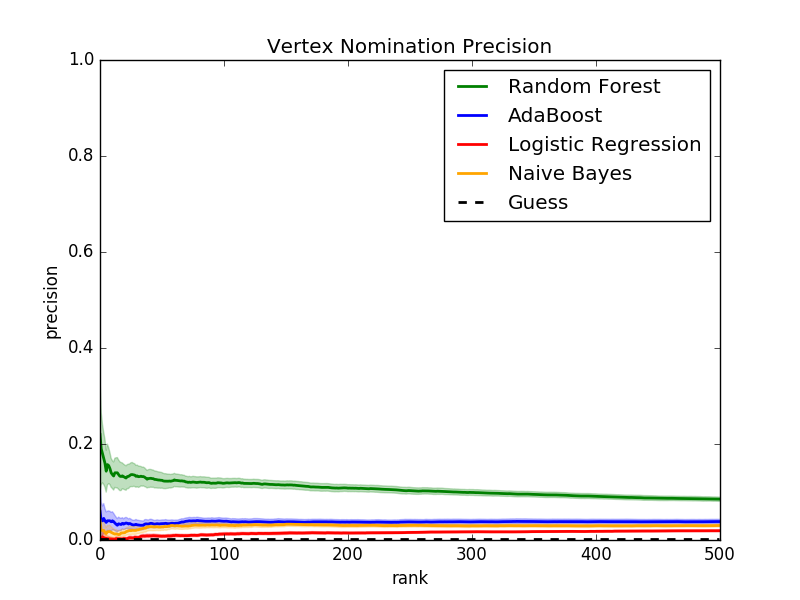 Vertex Nomination Precision
1.0
0.8
0.6
0.4
0.2
0.0
precision
Random Forest
AdaBoost
Logistic Regression
Naive Bayes
Guess
0 100 200 300 400 500
rank